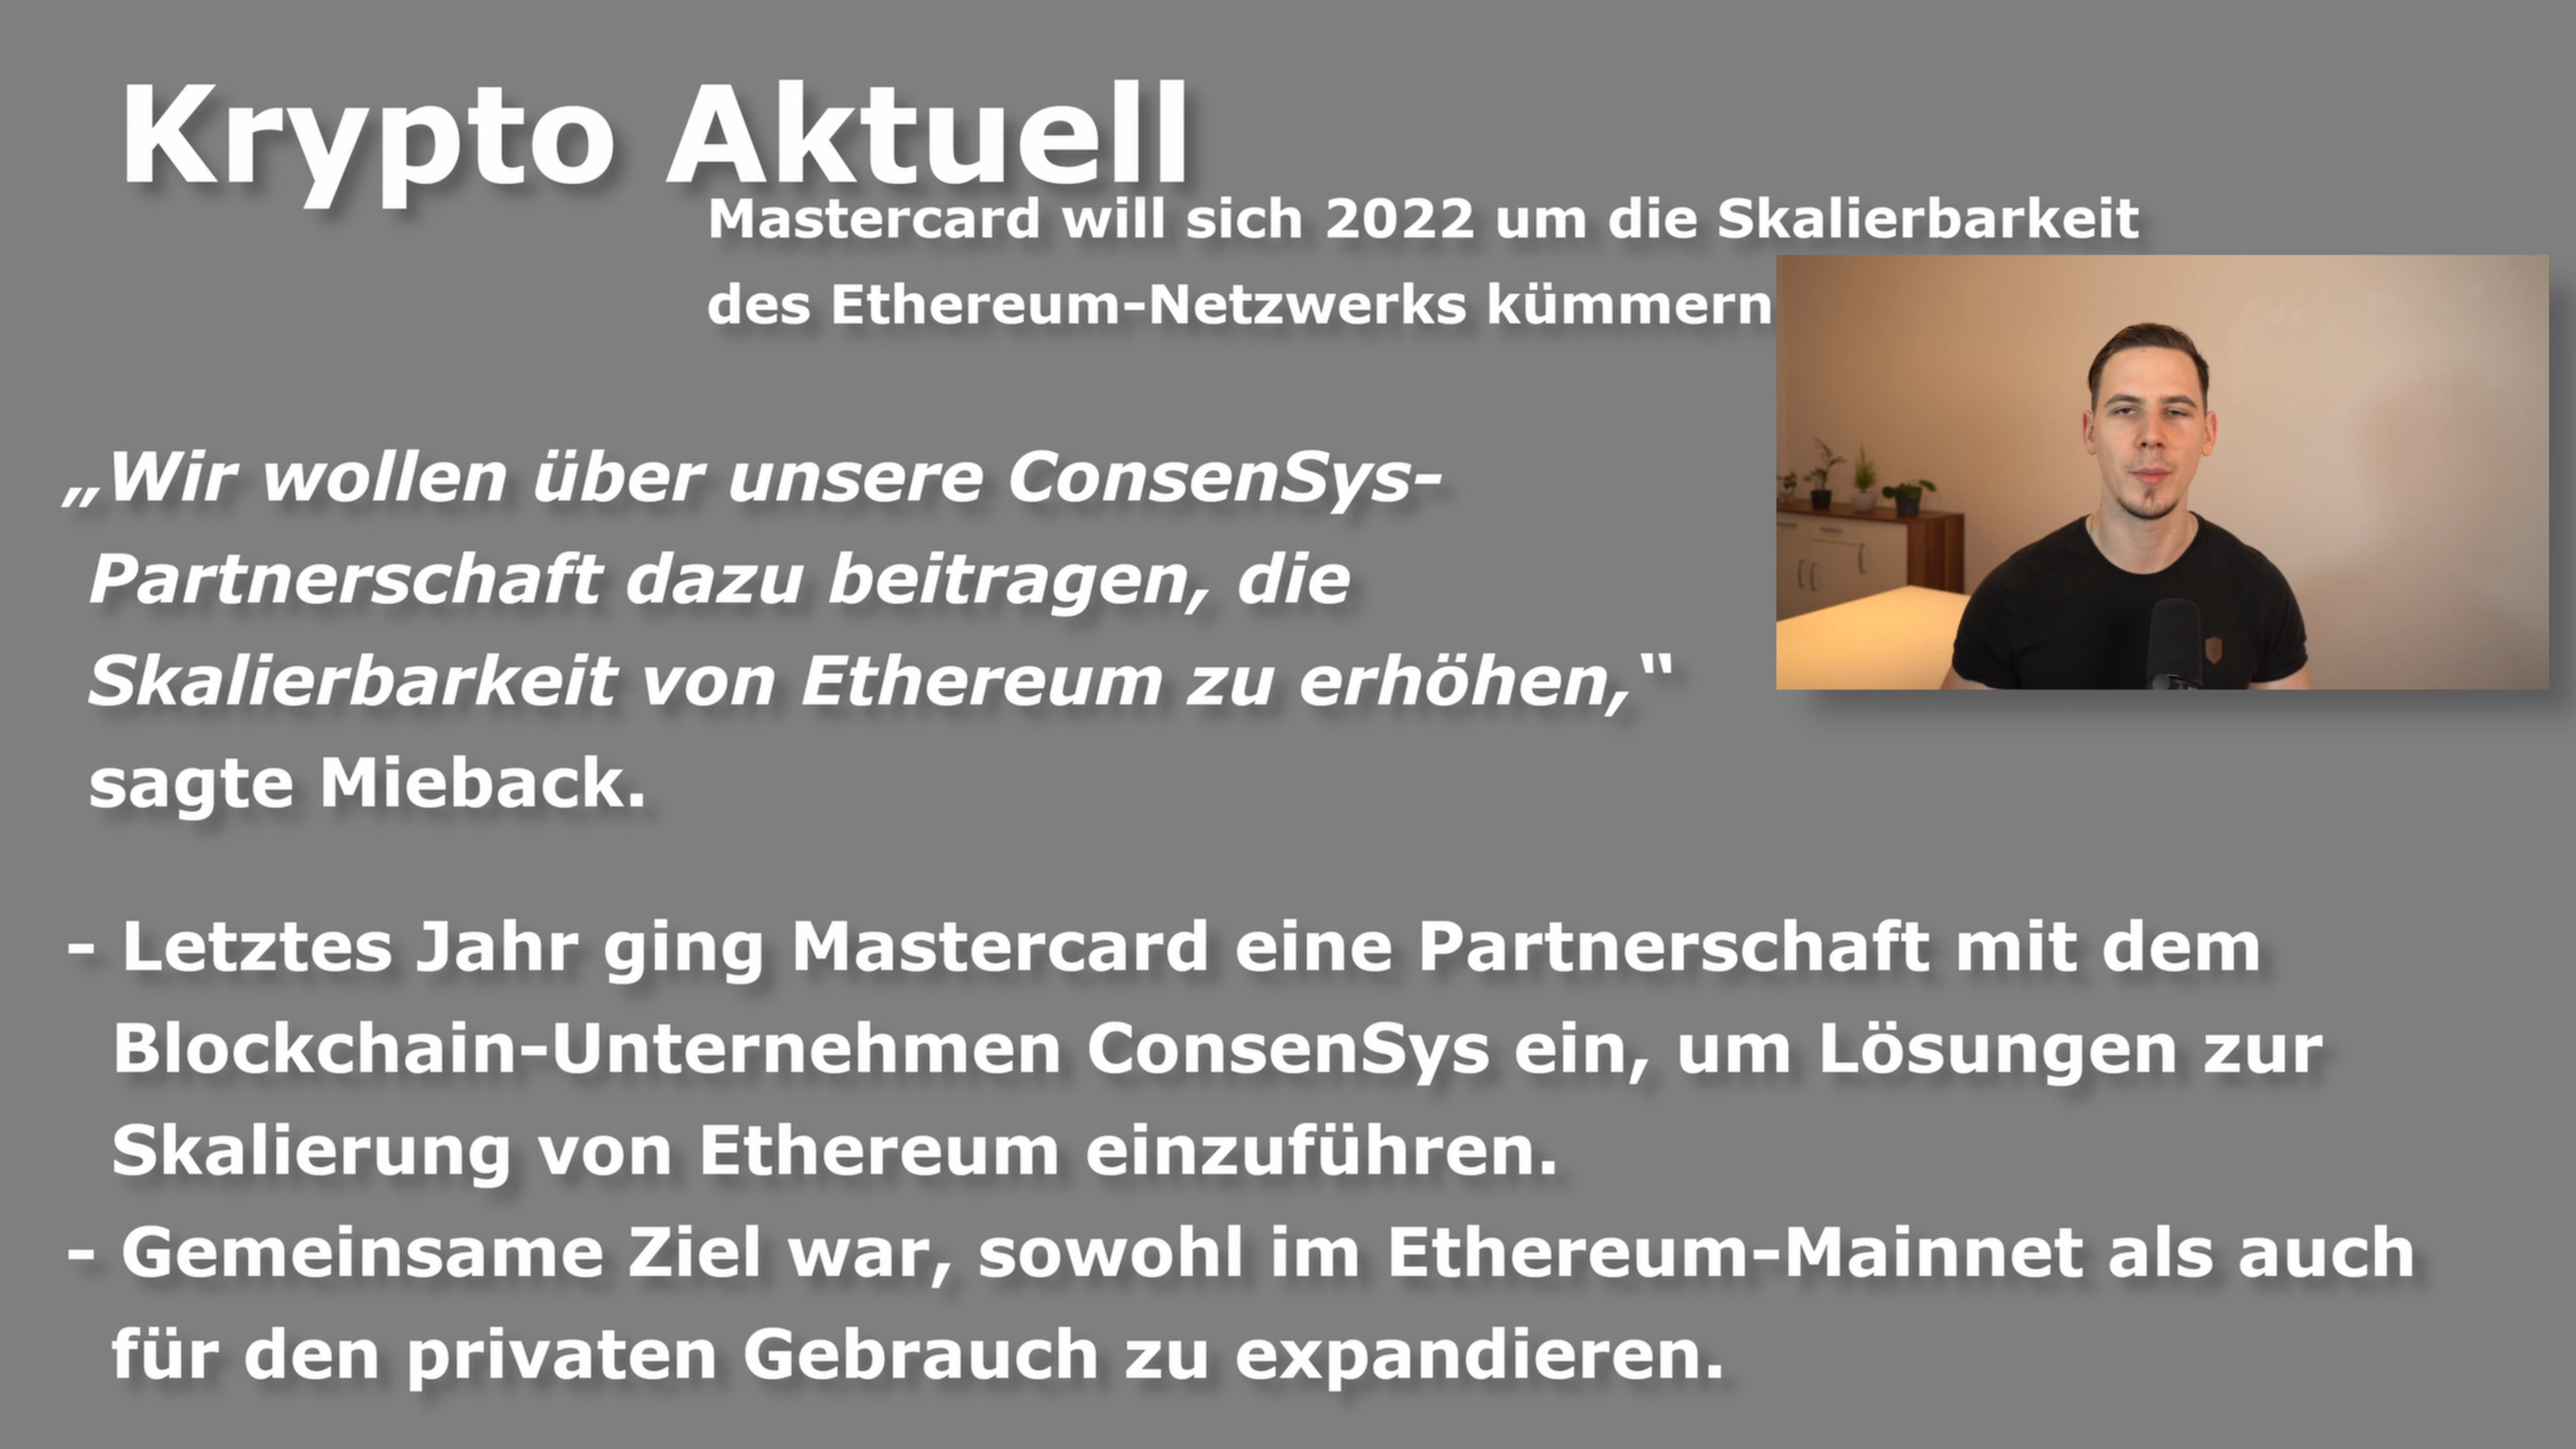 Krypto Aktuell
Mastercard will sich 2022 um die Skalierbarkeit
des Ethereum-Netzwerks kümmern
„Wir wollen über unsere ConsenSys-
Partnerschaft dazu beitragen, die
Skalierbarkeit von Ethereum zu erhöhen,“
sagte Mieback.
- Letztes Jahr ging Mastercard eine Partnerschaft mit dem
Blockchain-Unternehmen ConsenSys ein, um Lösungen zur
Skalierung von Ethereum einzuführen.
- Gemeinsame Ziel war, sowohl im Ethereum-Mainnet als auch
für den privaten Gebrauch zu expandieren.